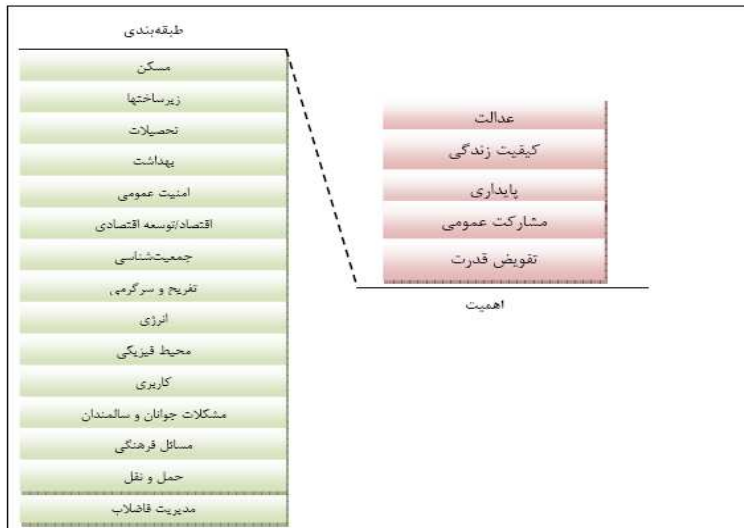 طبقه‌بندی
مسکن
زیرساختها
تحصیلات
بهداشت
امنیت عمومی
اقتصاد/توسعه اقتصادی
جمعیت‌شناسی
تفریح و سرگرمی
انرژی
محیط فیزیکی
کاربری
مشکلات جوانان و سالمندان
مسائل فرهنگی
حمل و نقل
مدیریت فاضلاب
عدالت
کیفیت زندگی
پایداری
مشارکت عمومی
تفویض قدرت
اهمیت